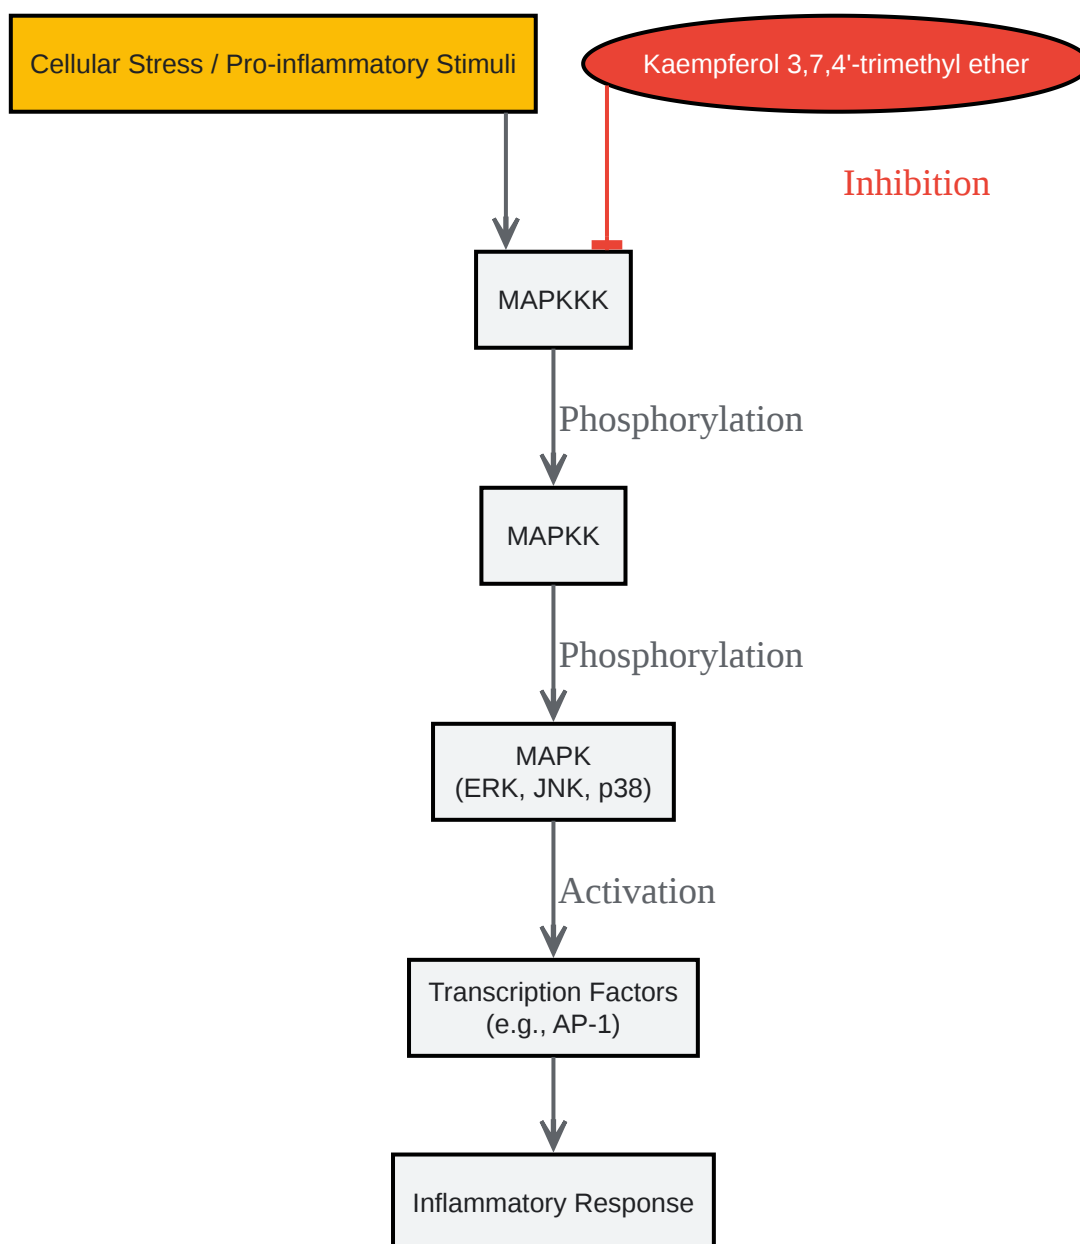 Cellular Stress / Pro-inflammatory Stimuli
Kaempferol 3,7,4'-trimethyl ether
Inhibition
MAPKKK
Phosphorylation
MAPKK
Phosphorylation
MAPK
(ERK, JNK, p38)
Activation
Transcription Factors
(e.g., AP-1)
Inflammatory Response